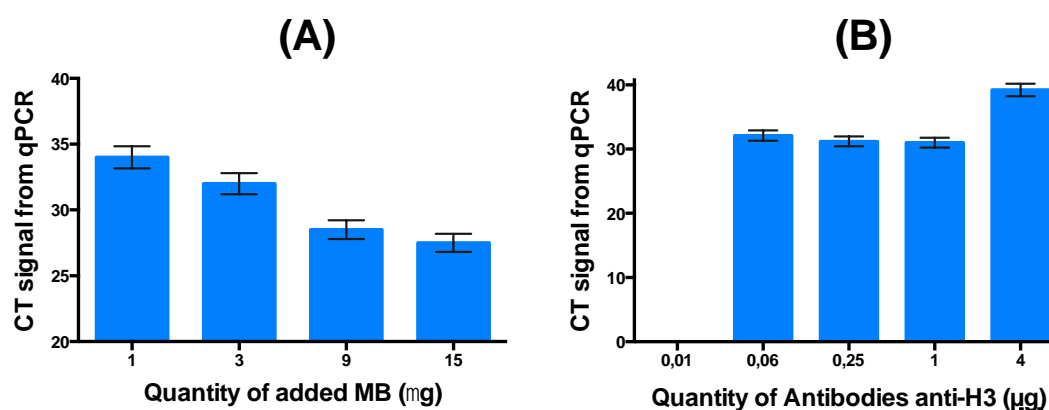 (A)
CT signal from qPCR
40
35
30
25
20
1 3 9 15
Quantity of added MB (mg)
(B)
CT signal from qPCR
40
30
20
10
0
0,01 0,06 0,25 1 4
Quantity of Antibodies anti-H3 (µg)